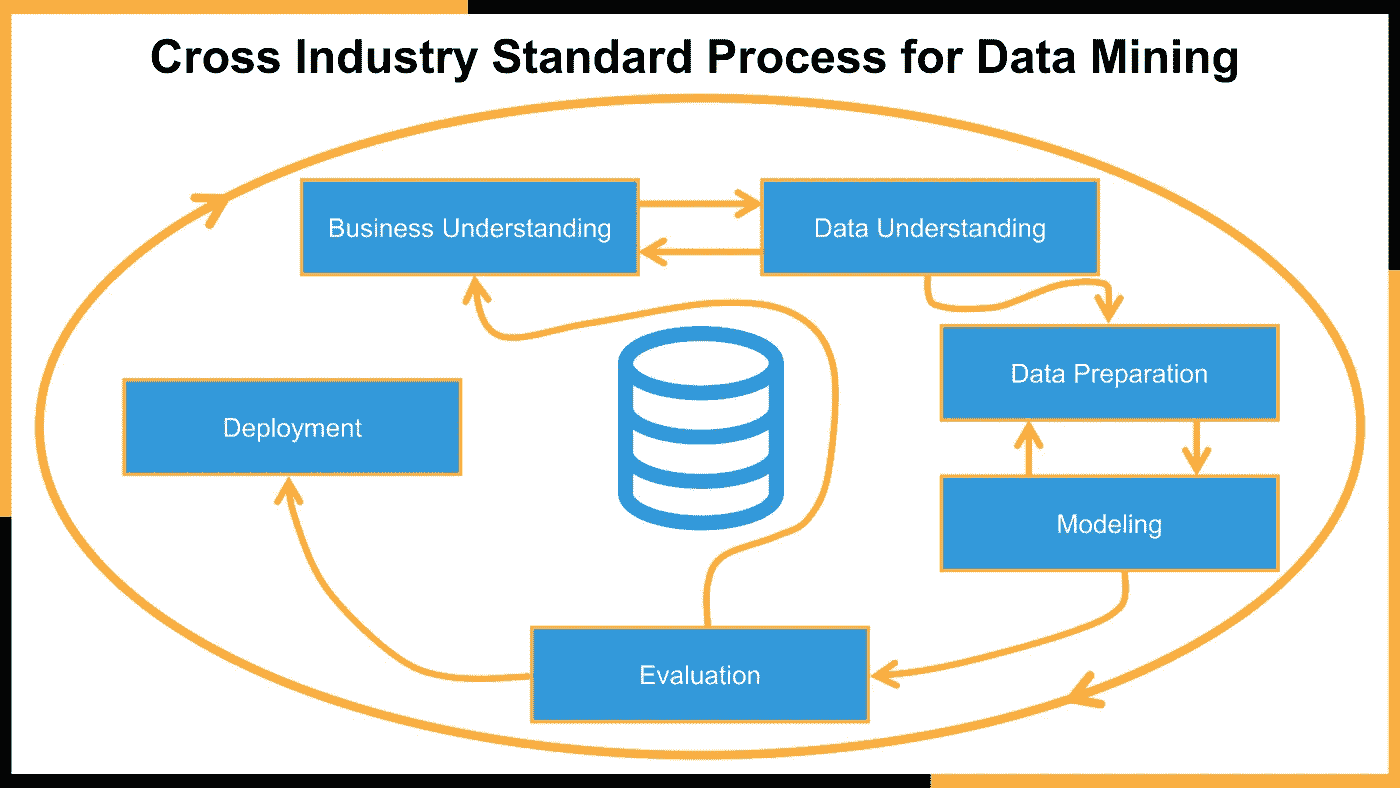 Cross Industry Standard Process for Data Mining
Business Understanding
Data Understanding
Data Preparation
Deployment
Modeling
Evaluation